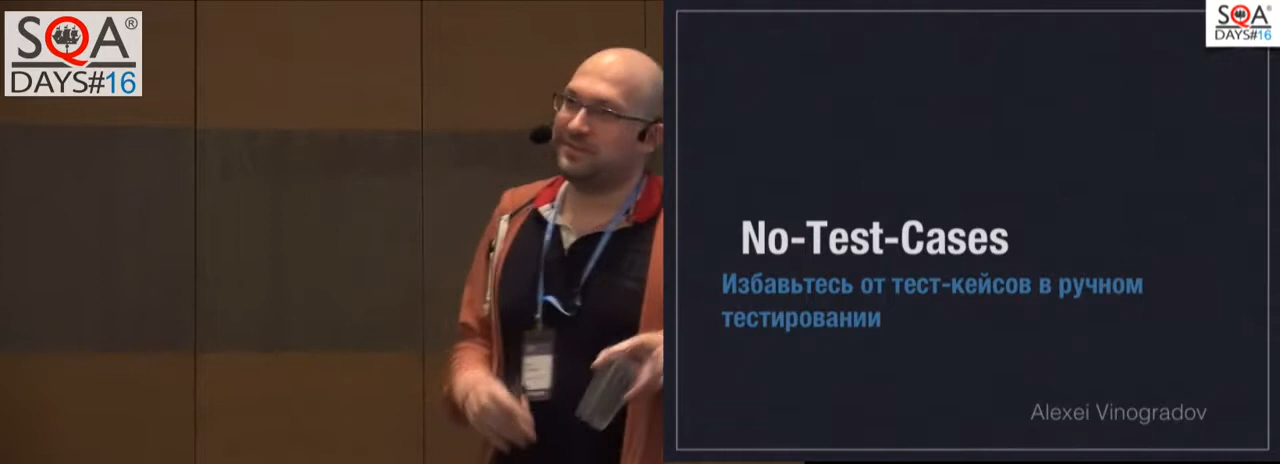 SQA®
DAYS#16
SQA®
DAYS#16
No-Test-Cases
Избавьтесь от тест-кейсов в ручном
тестировании
Alexei Vinogradov